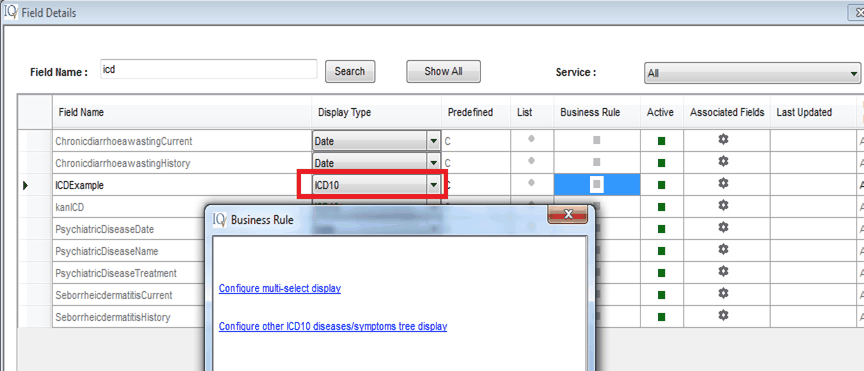 IQ Field Details
Field Name : icd Search Show All Service : All
Field Name Display Type Predefined List Business Rule Active Associated Fields Last Updated
ChronicdiarrhoeawastingCurrent Date C
ChronicdiarrhoeawastingHistory Date C
ICDExample ICD10 C
kanICD
IQ Business Rule
PsychiatricDiseaseDate
PsychiatricDiseaseName
PsychiatricDiseaseTreatment
Configure multi-select display
SeborrheicdermatitisCurrent
SeborrheicdermatitisHistory
Configure other ICD10 diseases/symptoms tree display